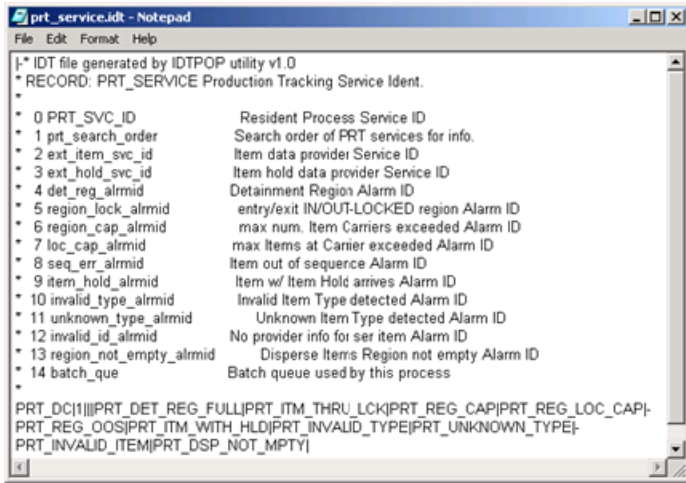 prt_service.idt - Notepad
File Edit Format Help
|-* IDT file generated by IDTPOP utility v1.0
* RECORD: PRT_SERVICE Production Tracking Service Ident.
*
* 0 PRT_SVC_ID Resident Process Service ID
* 1 prt_search_order Search order of PRT services for info.
* 2 ext_item_svc_id Item data provider Service ID
* 3 ext_hold_svc_id Item hold data provider Service ID
* 4 det_reg_alrmid Detainment Region Alarm ID
* 5 region_lock_alrmid entry/exit IN/OUT-LOCKED region Alarm ID
* 6 region_cap_alrmid max num. Item Carriers exceeded Alarm ID
* 7 loc_cap_alrmid max Items at Carrier exceeded Alarm ID
* 8 seq_err_alrmid Item out of sequence Alarm ID
* 9 item_hold_alrmid Item w/ Item Hold arrives Alarm ID
* 10 invalid_type_alrmid Invalid Item Type detected Alarm ID
* 11 unknown_type_alrmid Unknown Item Type detected Alarm ID
* 12 invalid_id_alrmid No provider info for ser item Alarm ID
* 13 region_not_empty_alrmid Disperse Items Region not empty Alarm ID
* 14 batch_que Batch queue used by this process
*
PRT_DC|1|||PRT_DET_REG_FULL|PRT_ITM_THRU_LCK|PRT_REG_CAP|PRT_REG_LOC_CAP|-
PRT_REG_OOS|PRT_ITM_WITH_HLD|PRT_INVALID_TYPE|PRT_UNKNOWN_TYPE|-
PRT_INVALID_ITEM|PRT_DSP_NOT_MPTY|